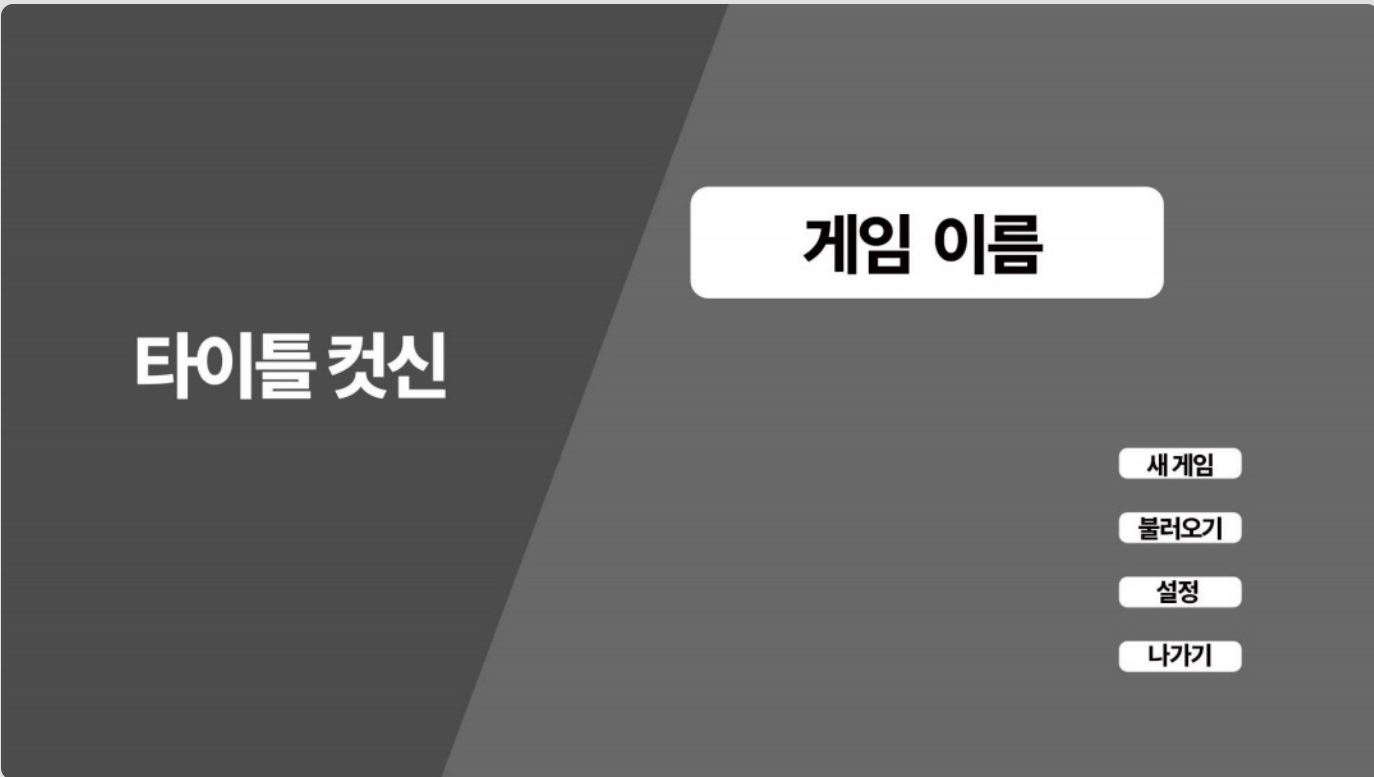 게임 이름
타이틀 컷신
새 게임
불러오기
설정
나가기